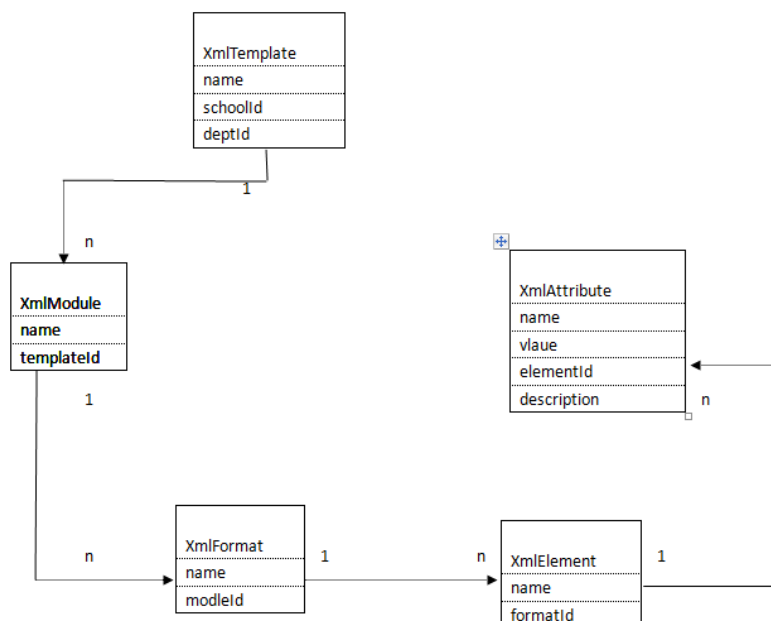 XmlTemplate
name
schoolId
deptId
1
n
XmlModule
name
templateId
1
XmlAttribute
name
vlaue
elementId
description
n
n
XmlFormat
name
modleId
1
n
XmlElement
name
formatId
1